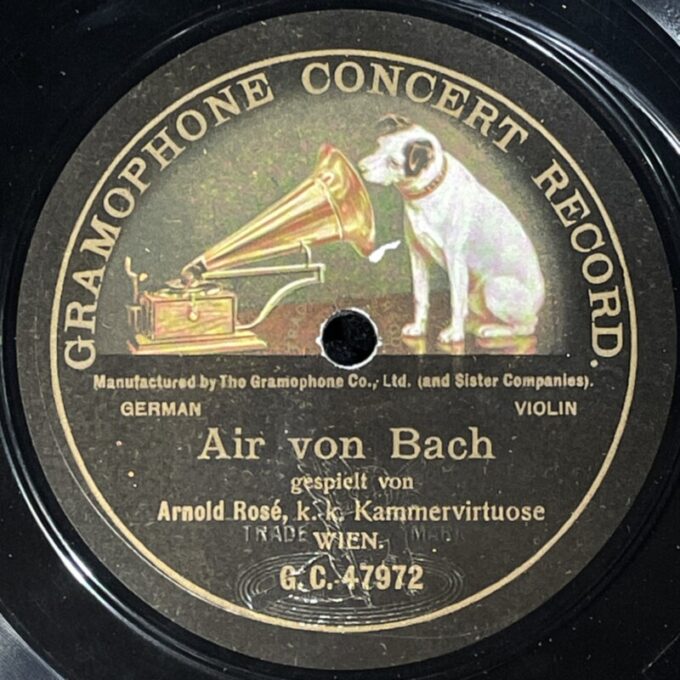 GRAMOPHONE CONCERT RECORD.
Manufactured by The Gramophone Co., Ltd. (and Sister Companies).
GERMAN VIOLIN
Air von Bach
gespielt von
Arnold Rosé, k. k. Kammervirtuose
TRADE MARK
WIEN.
G. C. 47972